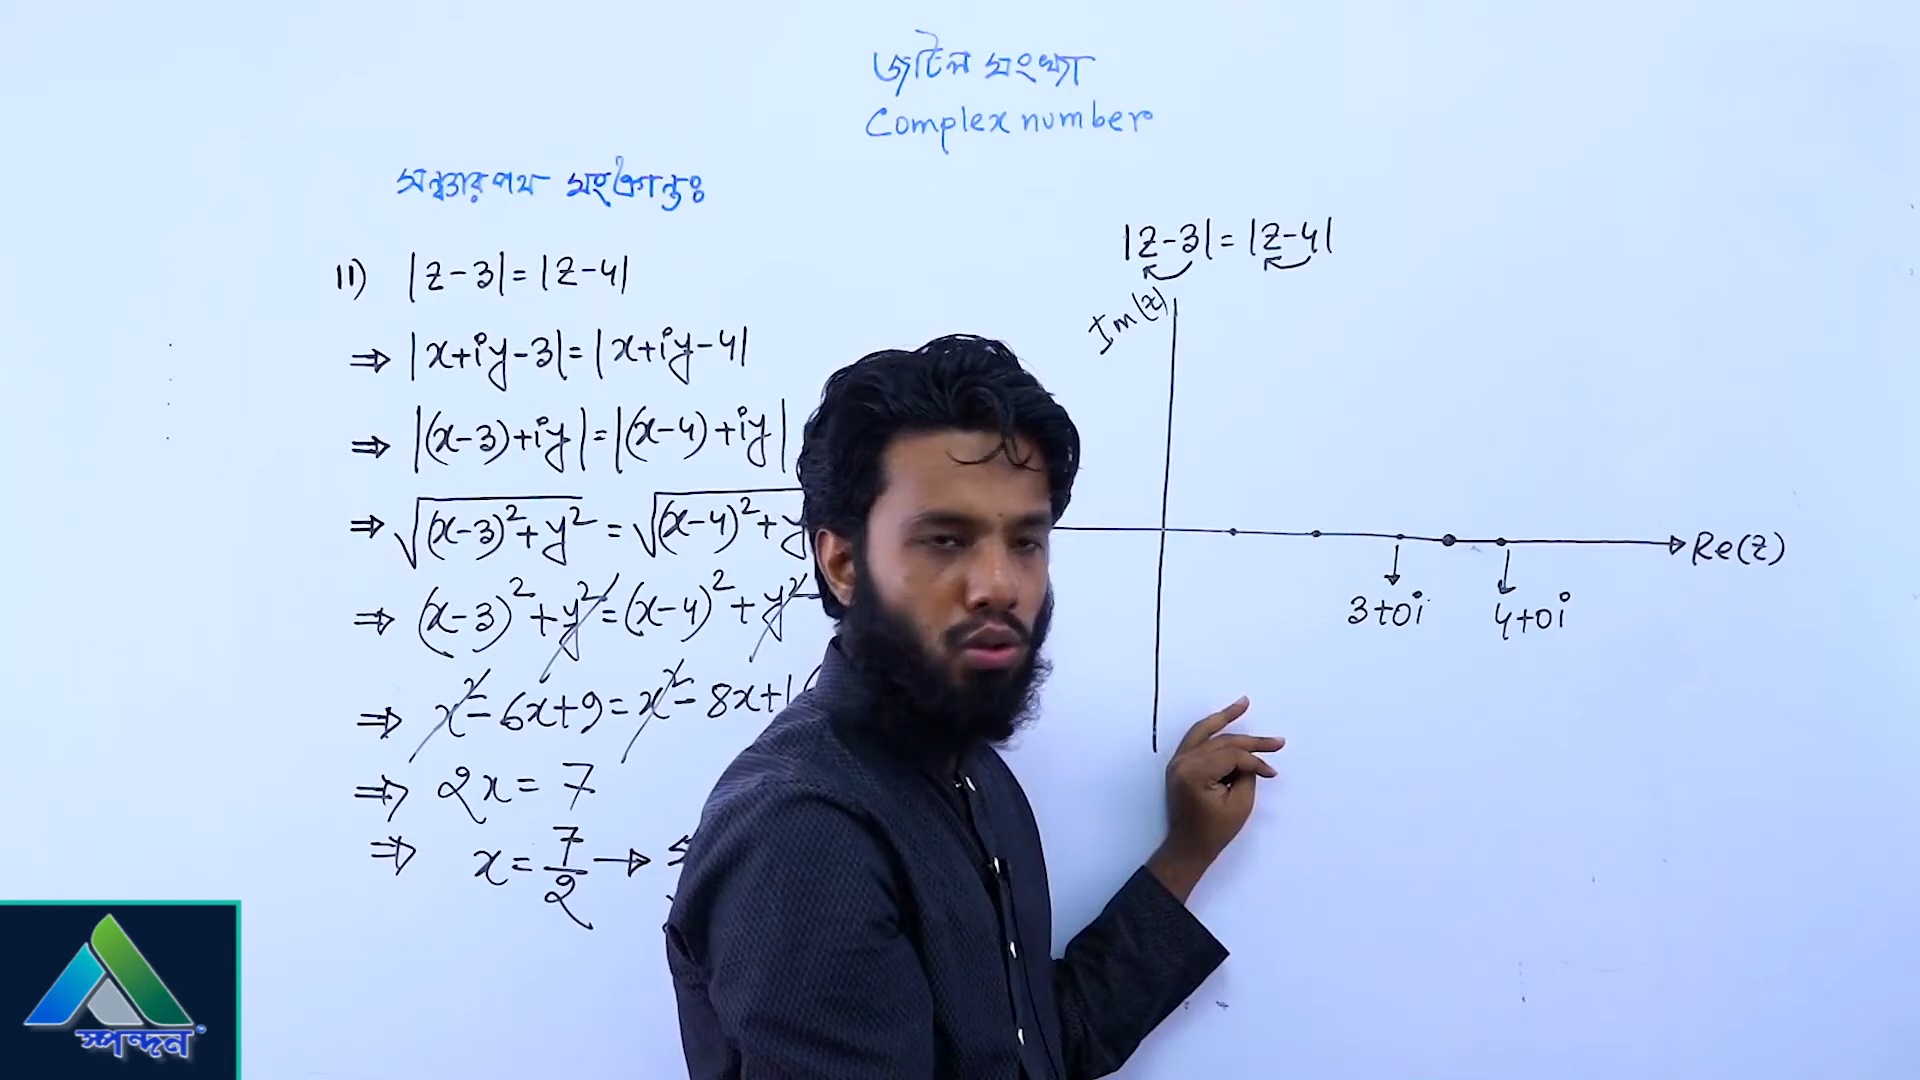 জটিল সংখ্যা
Complex number
সঞ্চারপথ সংক্রান্তঃ
11) |z-3|=|z-4|
⇒ |x+iy-3|=|x+iy-4|
⇒ |(x-3)+iy|=|(x-4)+iy|
⇒ √(x-3)²+y² = √(x-4)²+y
⇒ (x-3)²+y²=(x-4)²+y²
⇒ x²-6x+9=x²-8x+1
⇒ 2x=7
⇒ x=7/2 →
|z-3|=|z-4|
Im(z)
Re(z)
3+0i
4+0i
স্পন্দন